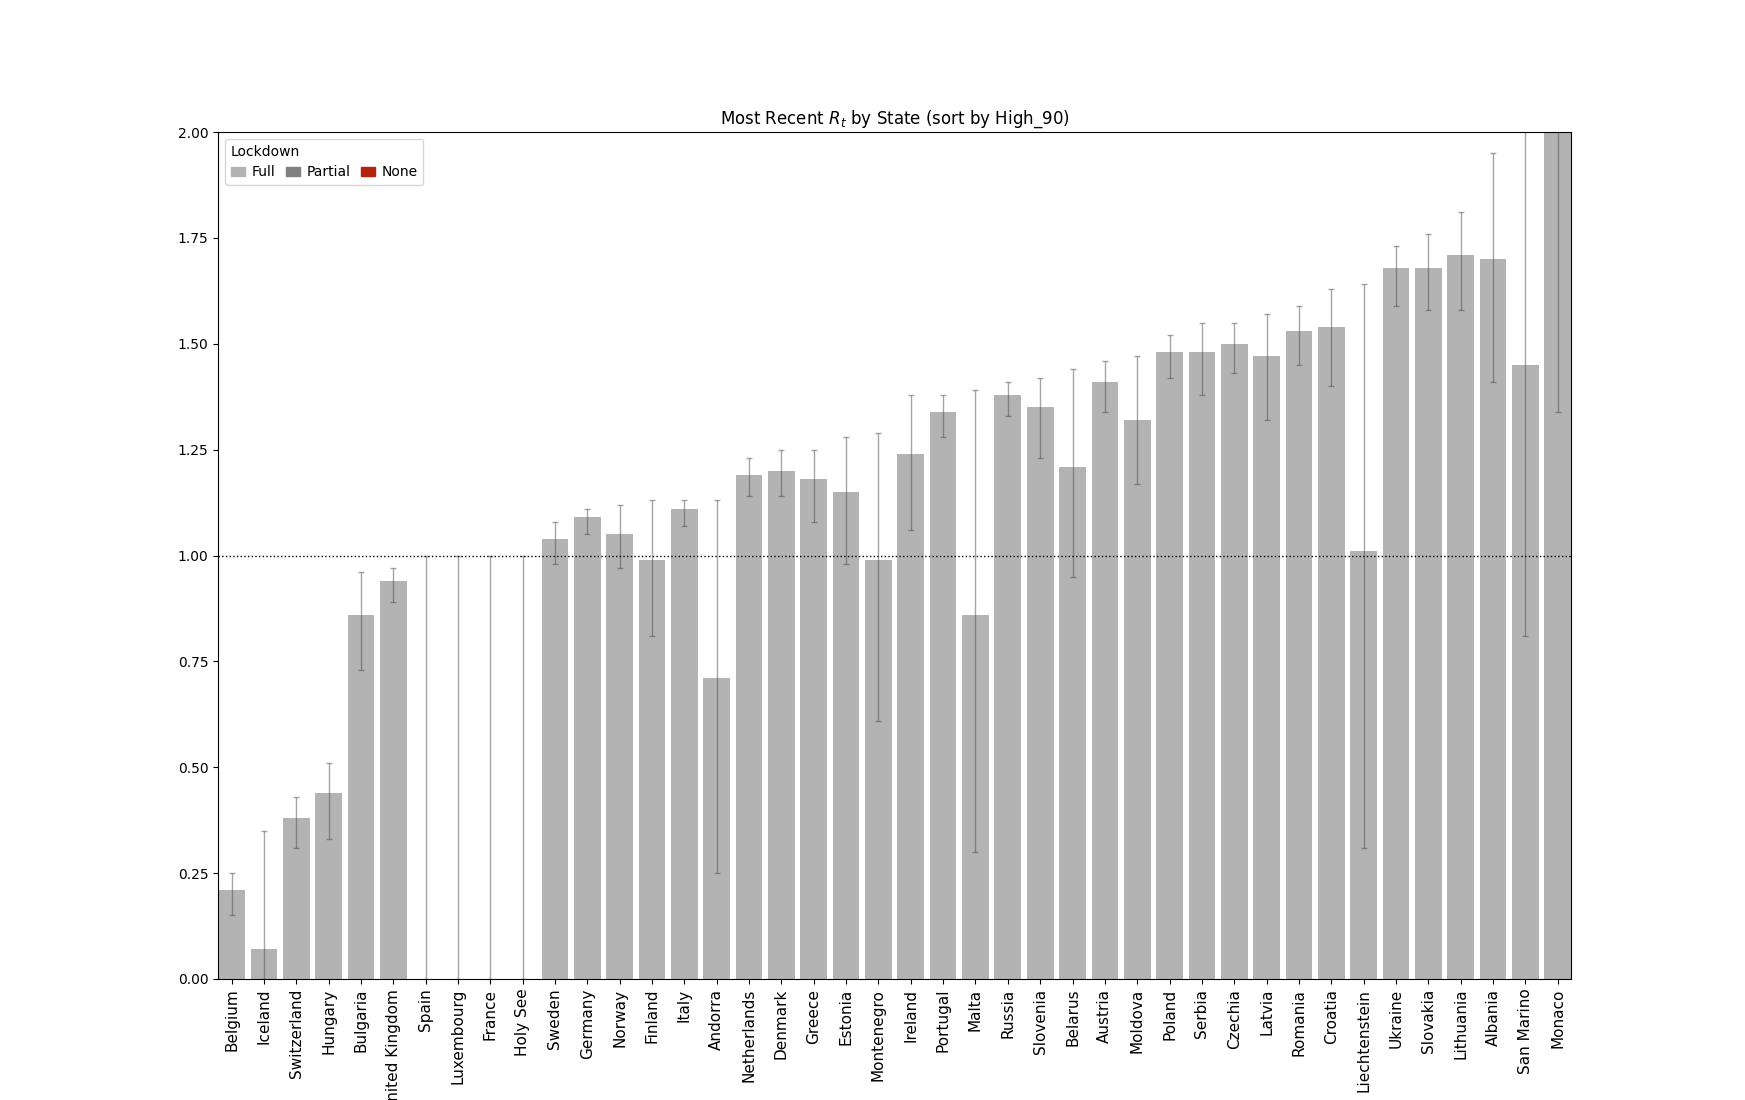 Most Recent R_t by State (sort by High_90)
Lockdown
Full Partial None
2.00
1.75
1.50
1.25
1.00
0.75
0.50
0.25
0.00
Belgium
Iceland
Switzerland
Hungary
Bulgaria
nited Kingdom
Spain
Luxembourg
France
Holy See
Sweden
Germany
Norway
Finland
Italy
Andorra
Netherlands
Denmark
Greece
Estonia
Montenegro
Ireland
Portugal
Malta
Russia
Slovenia
Belarus
Austria
Moldova
Poland
Serbia
Czechia
Latvia
Romania
Croatia
Liechtenstein
Ukraine
Slovakia
Lithuania
Albania
San Marino
Monaco